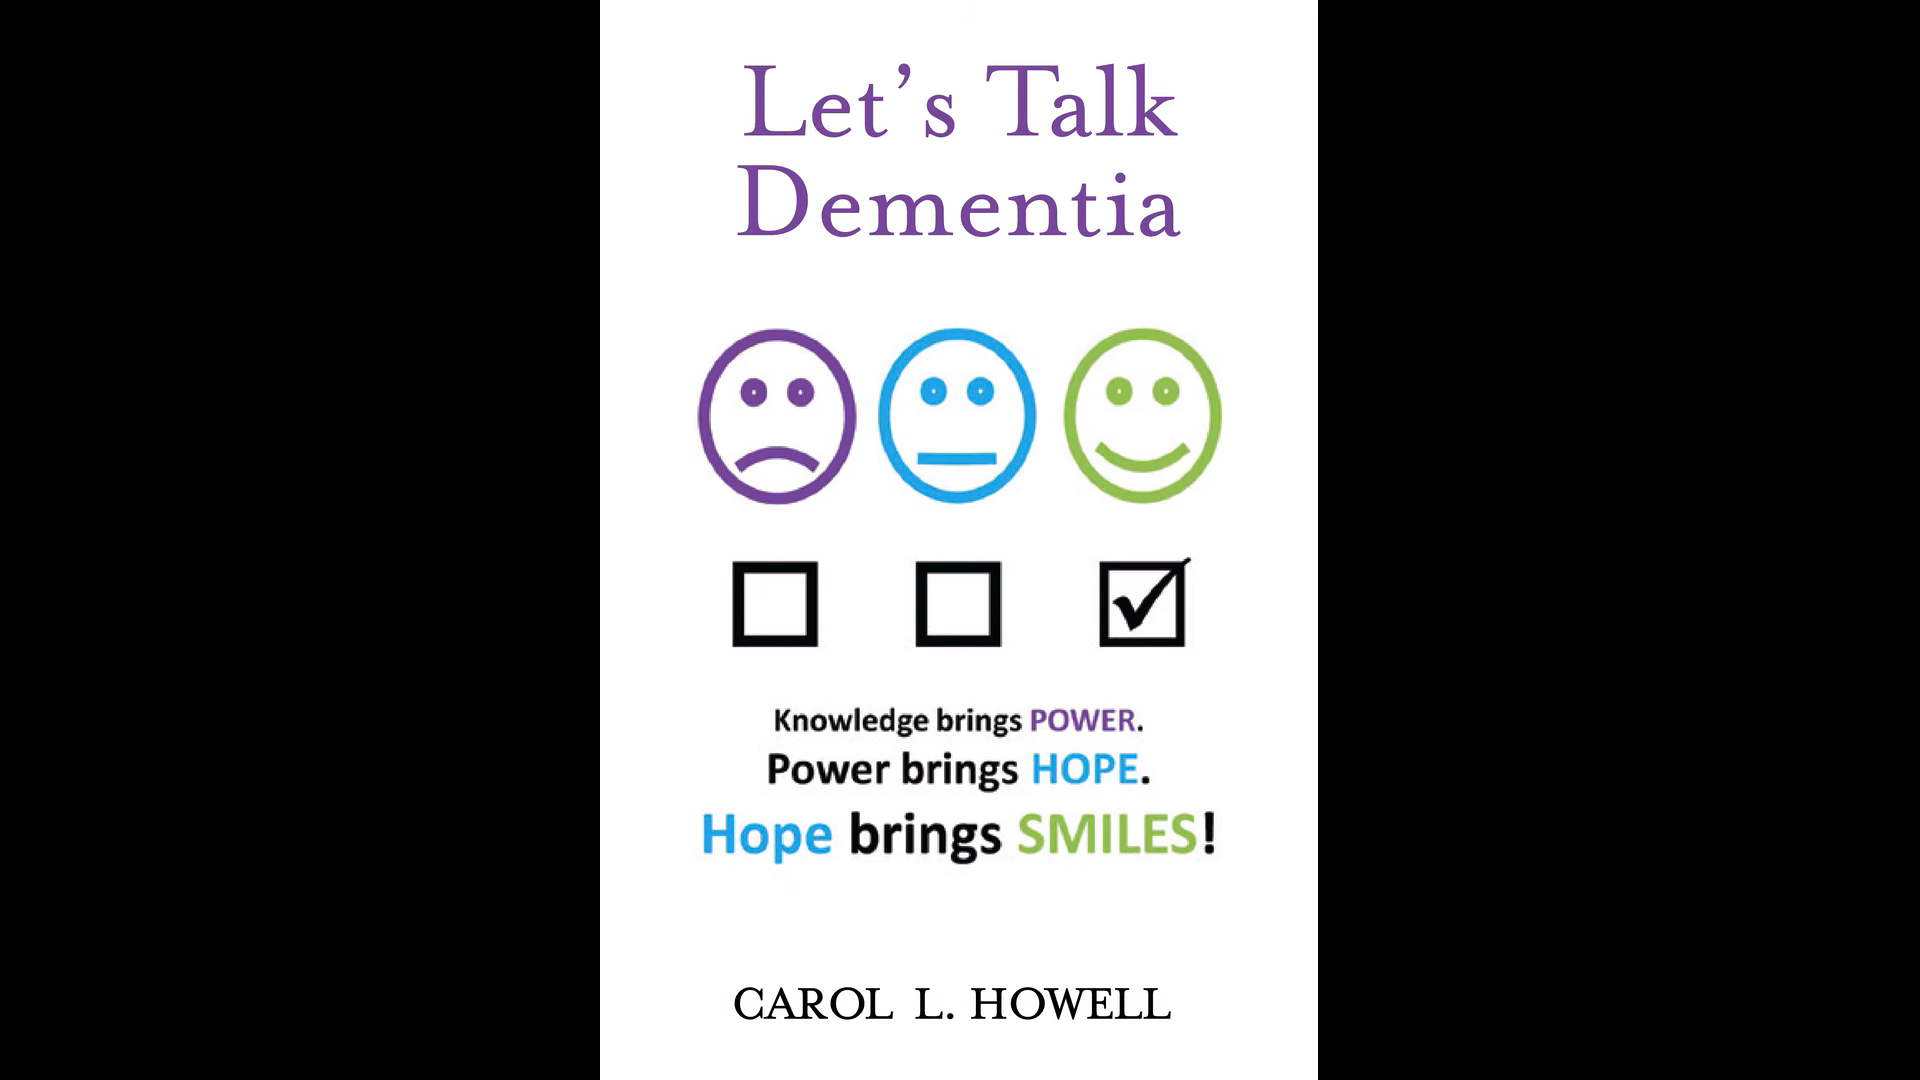 Let’s Talk
Dementia
Knowledge brings POWER.
Power brings HOPE.
Hope brings SMILES!
CAROL L. HOWELL